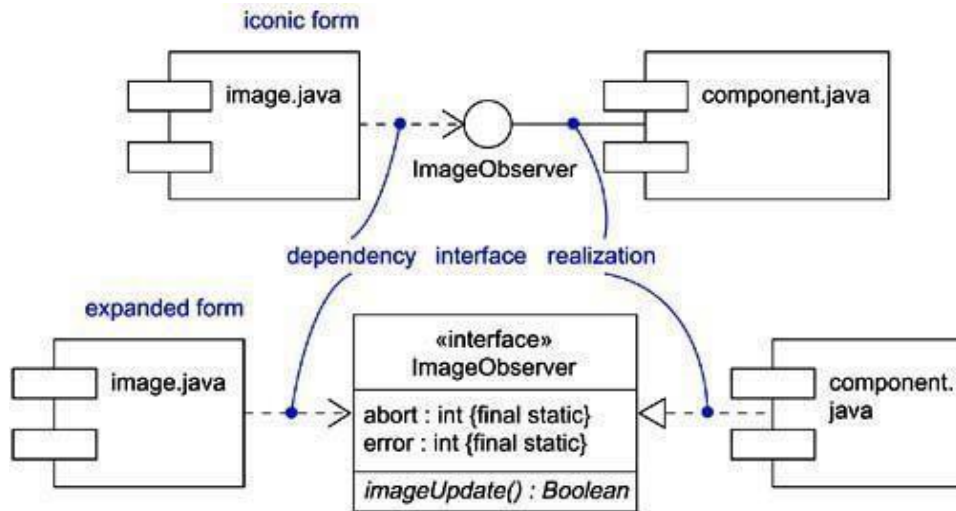 iconic form
image.java
component.java
ImageObserver
dependency interface realization
expanded form
image.java
«interface»
ImageObserver
abort : int {final static}
error : int {final static}
imageUpdate() : Boolean
component.
java